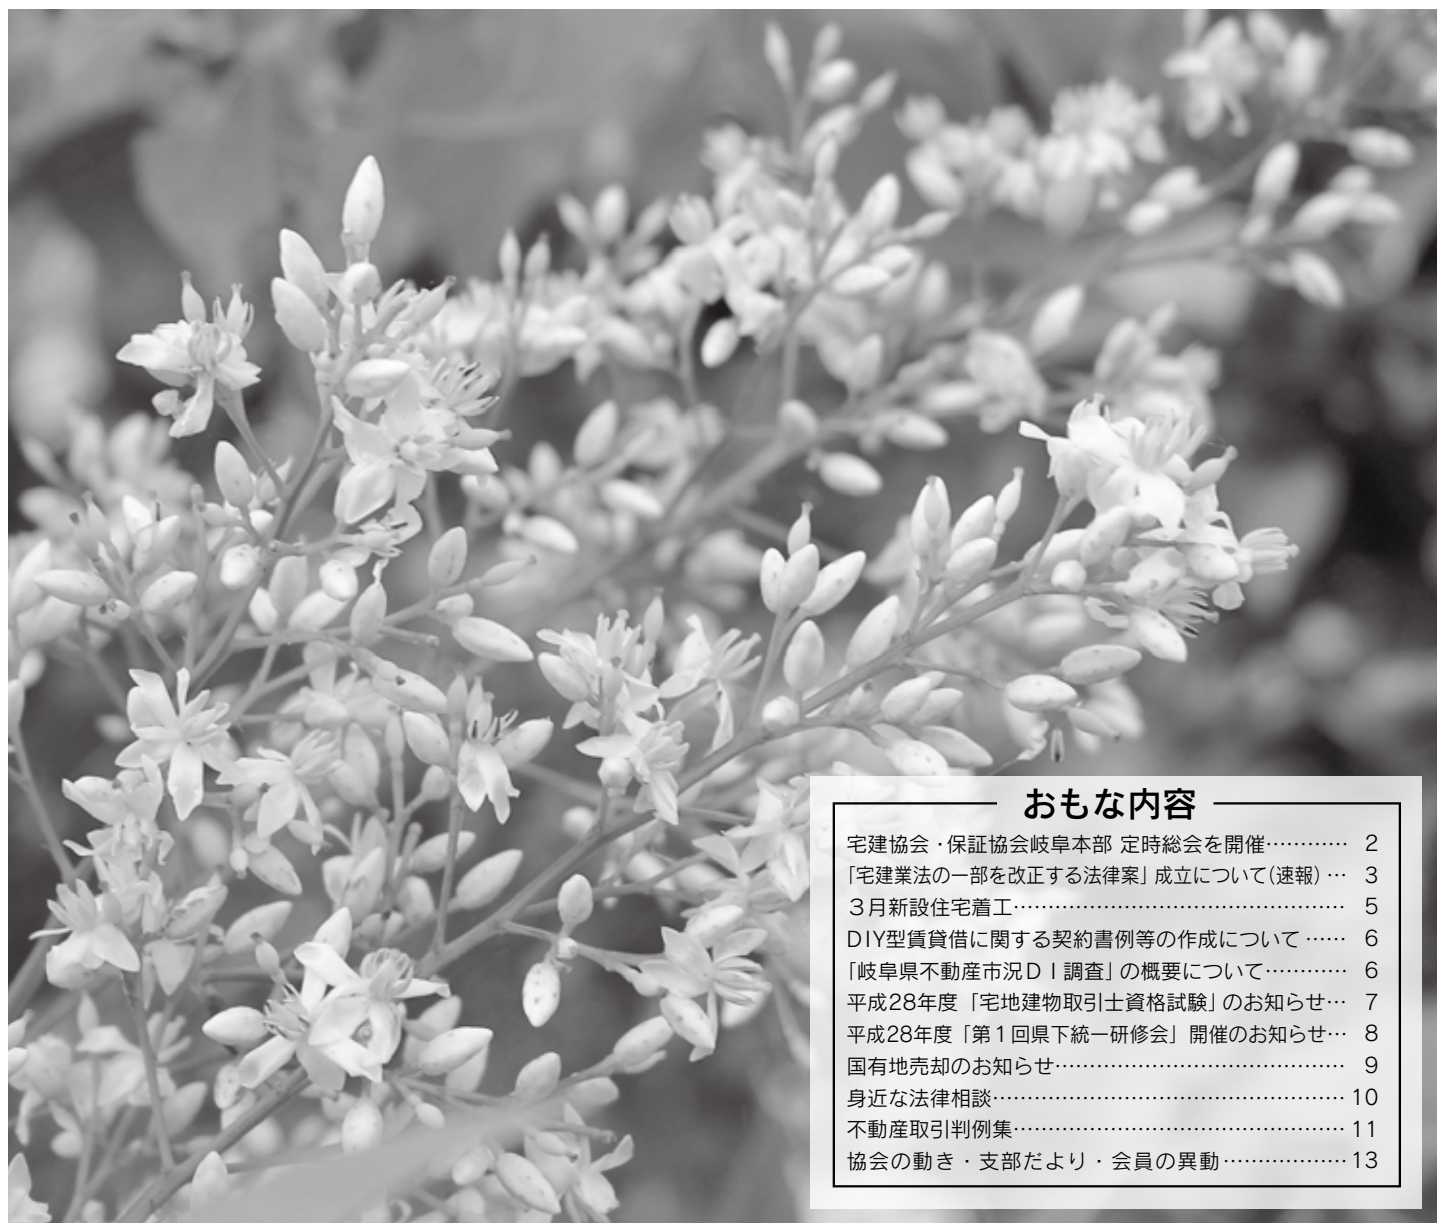 おもな内容
宅建協会・保証協会岐阜本部 定時総会を開催………… 2
「宅建業法の一部を改正する法律案」成立について(速報)… 3
３月新設住宅着工………………………………………… 5
DIY型賃貸借に関する契約書例等の作成について …… 6
「岐阜県不動産市況ＤＩ調査」の概要について………… 6
平成28年度「宅地建物取引士資格試験」のお知らせ… 7
平成28年度「第１回県下統一研修会」開催のお知らせ… 8
国有地売却のお知らせ…………………………………… 9
身近な法律相談…………………………………………… 10
不動産取引判例集………………………………………… 11
協会の動き・支部だより・会員の異動……………… 13